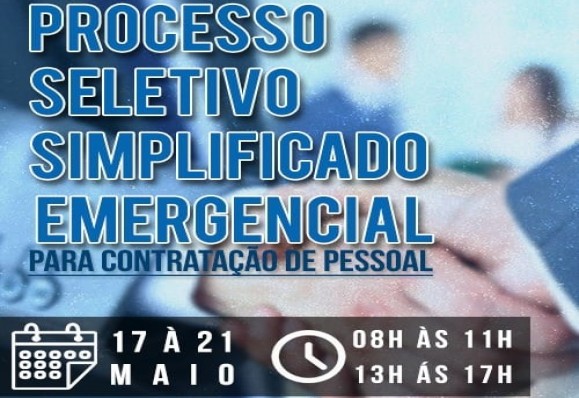 PROCESSO
SELETIVO
SIMPLIFICADO
EMERGENCIAL
PARA CONTRATAÇÃO DE PESSOAL
17 À 21
MAIO
08H ÀS 11H
13H ÁS 17H